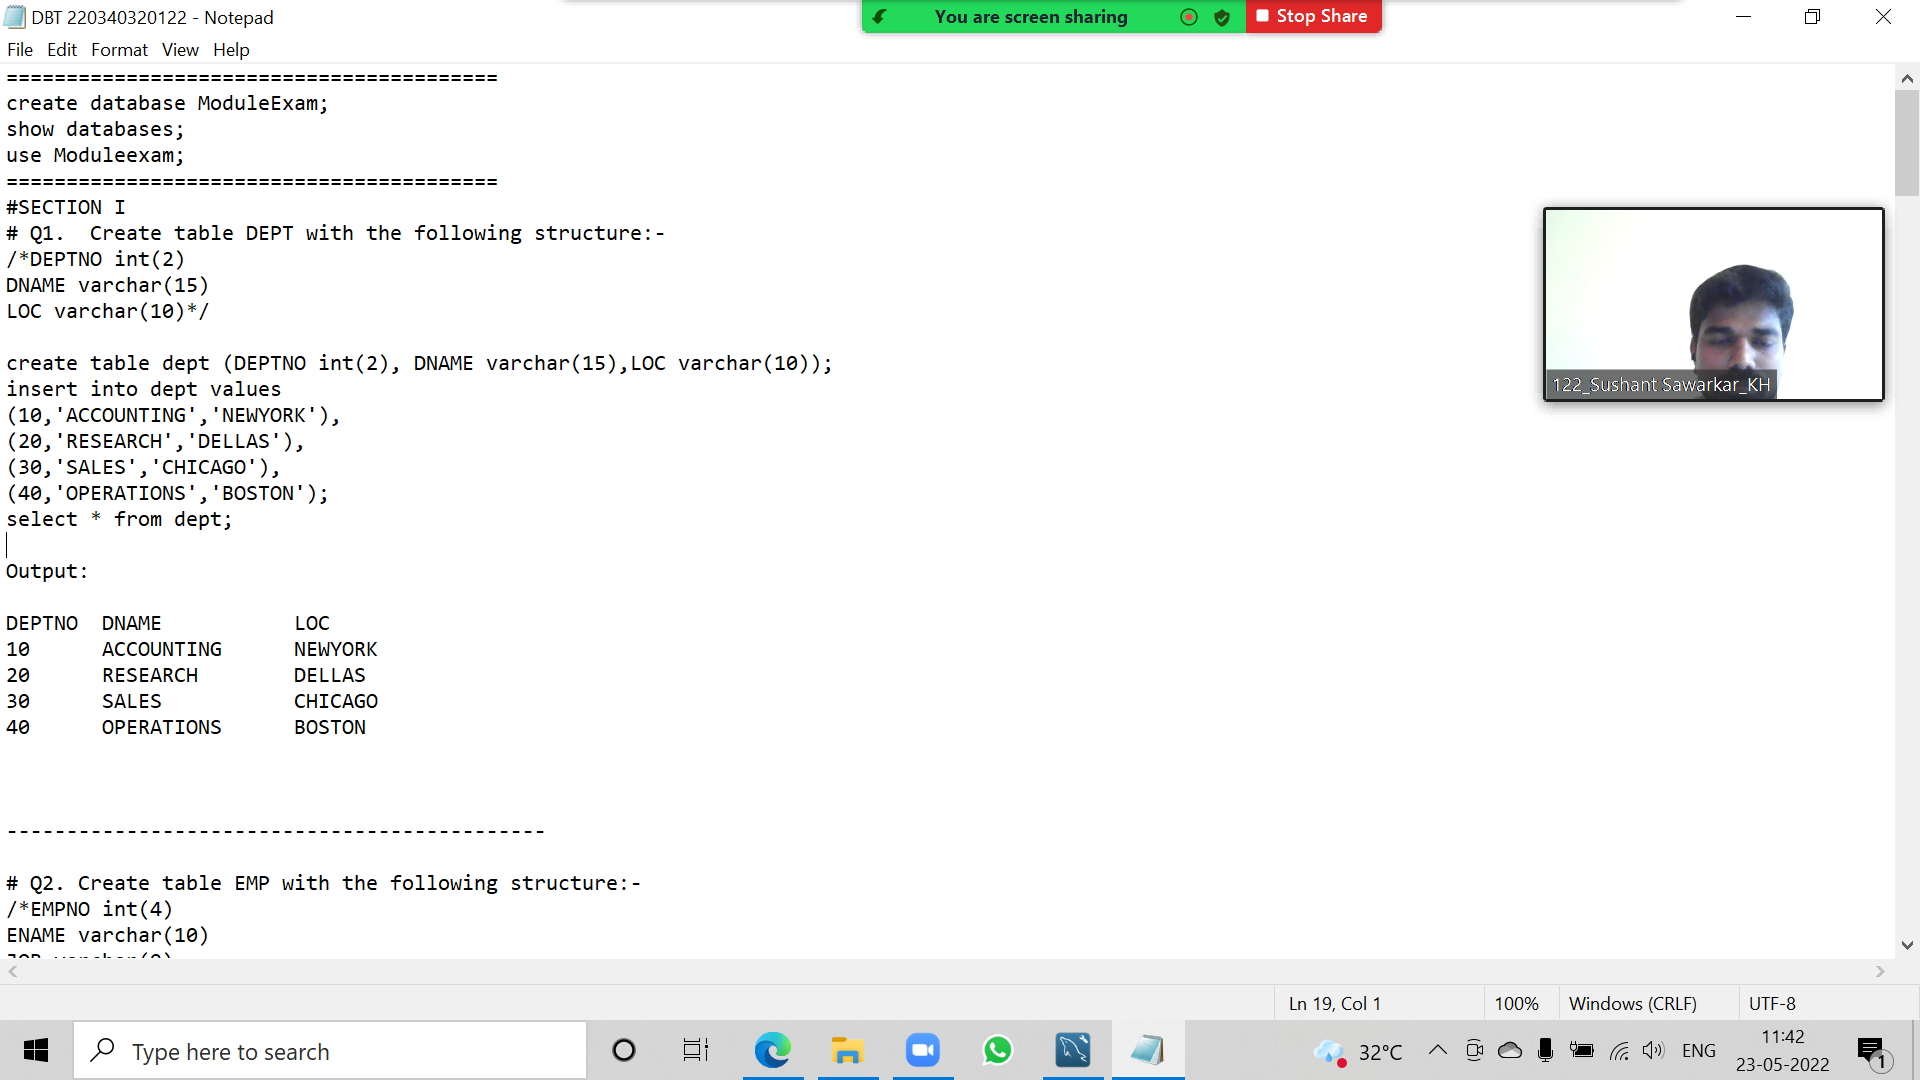 DBT 220340320122 - Notepad
You are screen sharing
Stop Share
File Edit Format View Help
=========================================
create database ModuleExam;
show databases;
use Moduleexam;
=========================================
#SECTION I
# Q1.  Create table DEPT with the following structure:-
/*DEPTNO int(2)
DNAME varchar(15)
LOC varchar(10)*/
create table dept (DEPTNO int(2), DNAME varchar(15),LOC varchar(10));
insert into dept values
(10,'ACCOUNTING','NEWYORK'),
(20,'RESEARCH','DELLAS'),
(30,'SALES','CHICAGO'),
(40,'OPERATIONS','BOSTON');
select * from dept;
Output:
DEPTNO  DNAME           LOC
10      ACCOUNTING      NEWYORK
20      RESEARCH        DELLAS
30      SALES           CHICAGO
40      OPERATIONS      BOSTON
---------------------------------------------
# Q2. Create table EMP with the following structure:-
/*EMPNO int(4)
ENAME varchar(10)
JOB varchar(9)
122_Sushant Sawarkar_KH
Ln 19, Col 1
100%
Windows (CRLF)
UTF-8
Type here to search
32°C
ENG
11:42
23-05-2022
1